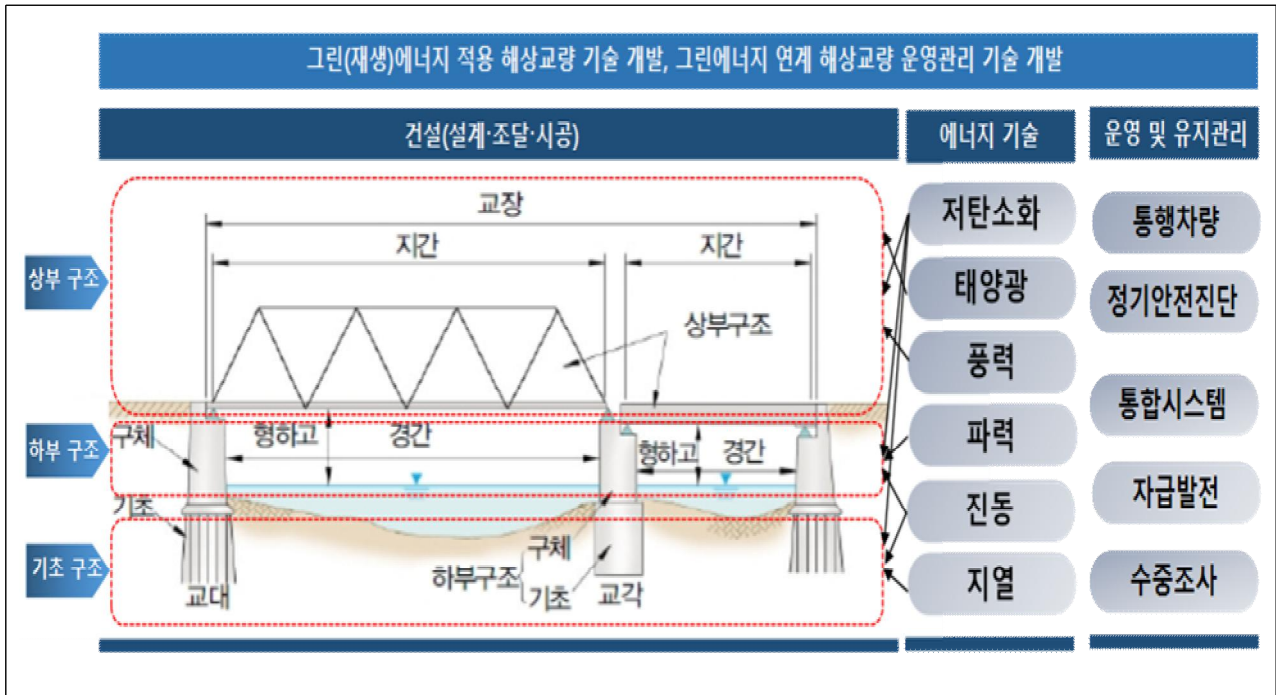 그린(재생)에너지 적용 해상교량 기술 개발, 그린에너지 연계 해상교량 운영관리 기술 개발
건설(설계·조달·시공)
에너지 기술
운영 및 유지관리
상부 구조
하부 구조
기초 구조
교장
지간
지간
상부구조
구체
형하고
경간
형하고
경간
기초
교대
하부구조
구체
기초
교각
저탄소화
태양광
풍력
파력
진동
지열
통행차량
정기안전진단
통합시스템
자급발전
수중조사